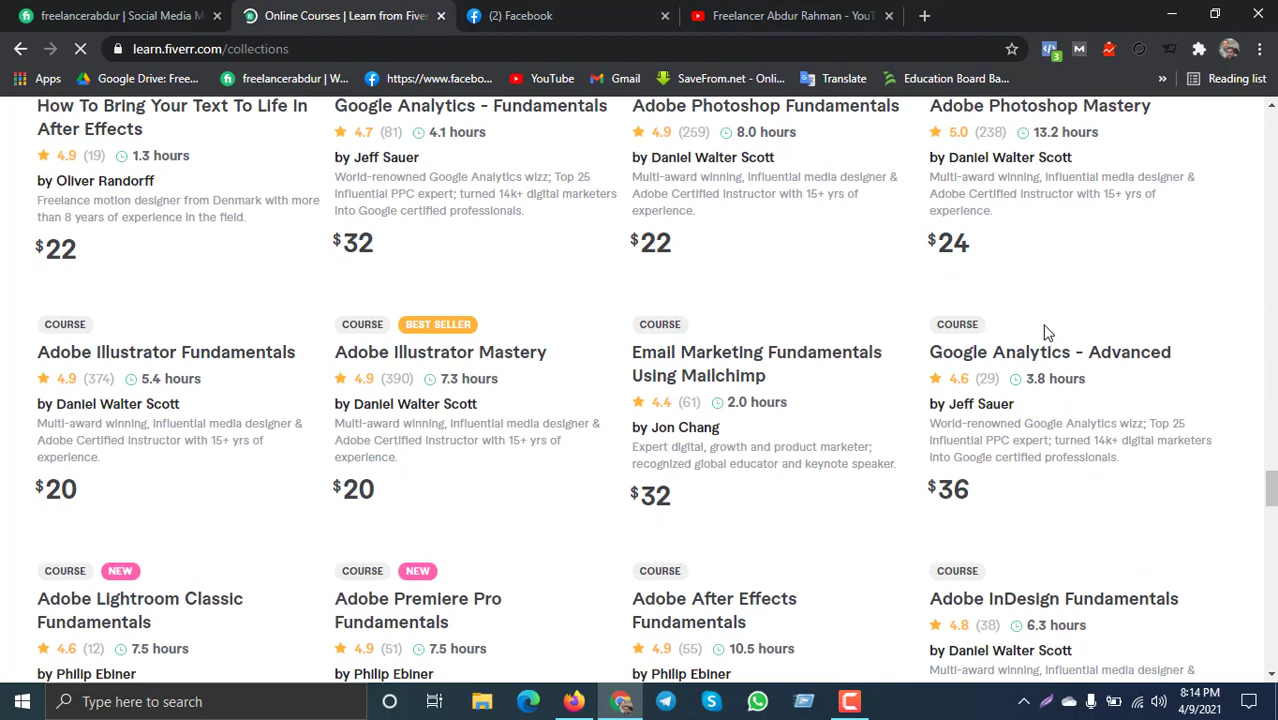 freelancerabdur | Social Media M
Online Courses | Learn from Fiver
(2) Facebook
Freelancer Abdur Rahman - YouT
learn.fiverr.com/collections
3
M
Apps
Google Drive: Free...
freelancerabdur | W...
https://www.facebo...
YouTube
Gmail
SaveFrom.net - Onli...
Translate
Education Board Ba...
»
Reading list
How To Bring Your Text To Life In
After Effects
4.9 (19) 1.3 hours
by Oliver Randorff
Freelance motion designer from Denmark with more
than 8 years of experience in the field.
$22
Google Analytics - Fundamentals
4.7 (81) 4.1 hours
by Jeff Sauer
World-renowned Google Analytics wizz; Top 25
Influential PPC expert; turned 14k+ digital marketers
into Google certified professionals.
$32
Adobe Photoshop Fundamentals
4.9 (259) 8.0 hours
by Daniel Walter Scott
Multi-award winning, influential media designer &
Adobe Certified Instructor with 15+ yrs of
experience.
$22
Adobe Photoshop Mastery
5.0 (238) 13.2 hours
by Daniel Walter Scott
Multi-award winning, influential media designer &
Adobe Certified Instructor with 15+ yrs of
experience.
$24
COURSE
Adobe Illustrator Fundamentals
4.9 (374) 5.4 hours
by Daniel Walter Scott
Multi-award winning, influential media designer &
Adobe Certified Instructor with 15+ yrs of
experience.
$20
COURSE BEST SELLER
Adobe Illustrator Mastery
4.9 (390) 7.3 hours
by Daniel Walter Scott
Multi-award winning, influential media designer &
Adobe Certified Instructor with 15+ yrs of
experience.
$20
COURSE
Email Marketing Fundamentals
Using Mailchimp
4.4 (61) 2.0 hours
by Jon Chang
Expert digital, growth and product marketer;
recognized global educator and keynote speaker.
$32
COURSE
Google Analytics - Advanced
4.6 (29) 3.8 hours
by Jeff Sauer
World-renowned Google Analytics wizz; Top 25
Influential PPC expert; turned 14k+ digital marketers
into Google certified professionals.
$36
COURSE NEW
Adobe Lightroom Classic
Fundamentals
4.6 (12) 7.5 hours
by Philip Ebiner
COURSE NEW
Adobe Premiere Pro
Fundamentals
4.9 (51) 7.5 hours
by Philip Ebiner
COURSE
Adobe After Effects
Fundamentals
4.9 (55) 10.5 hours
by Philip Ebiner
COURSE
Adobe InDesign Fundamentals
4.8 (38) 6.3 hours
by Daniel Walter Scott
Multi-award winning, influential media designer &
Type here to search
8:14 PM
4/9/2021